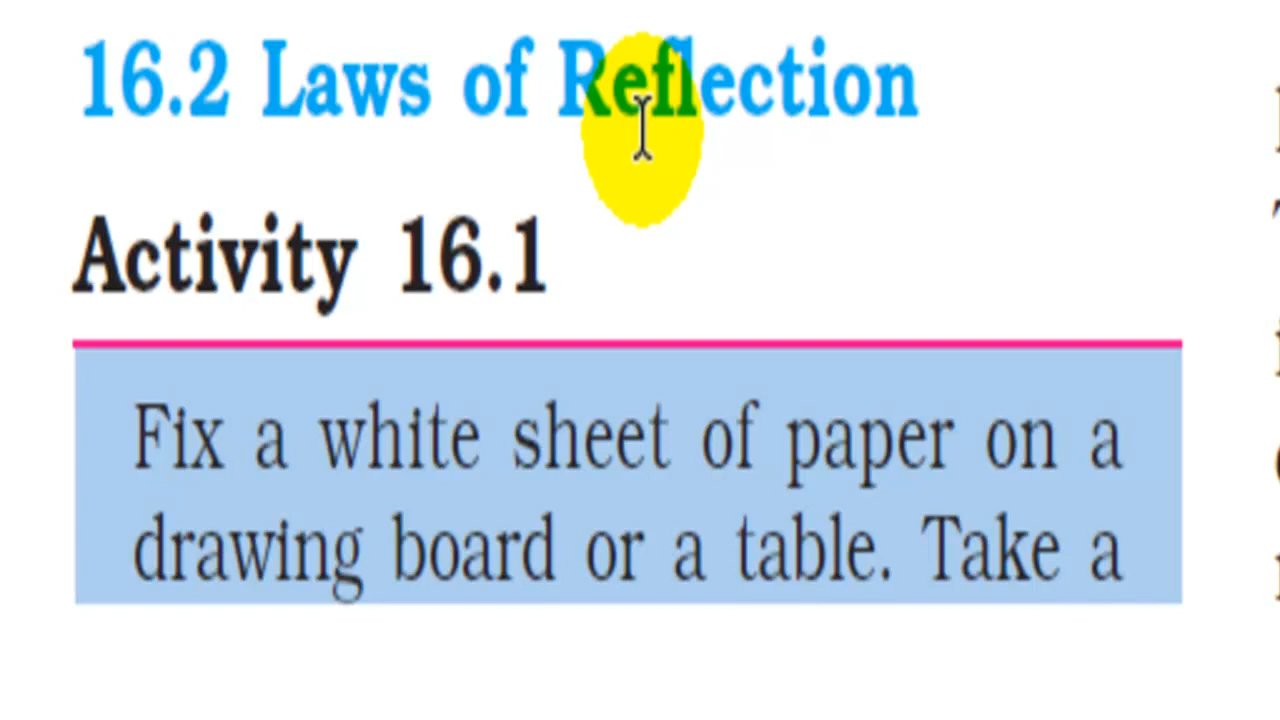 16.2 Laws of Reflection
Activity 16.1
Fix a white sheet of paper on a
drawing board or a table. Take a